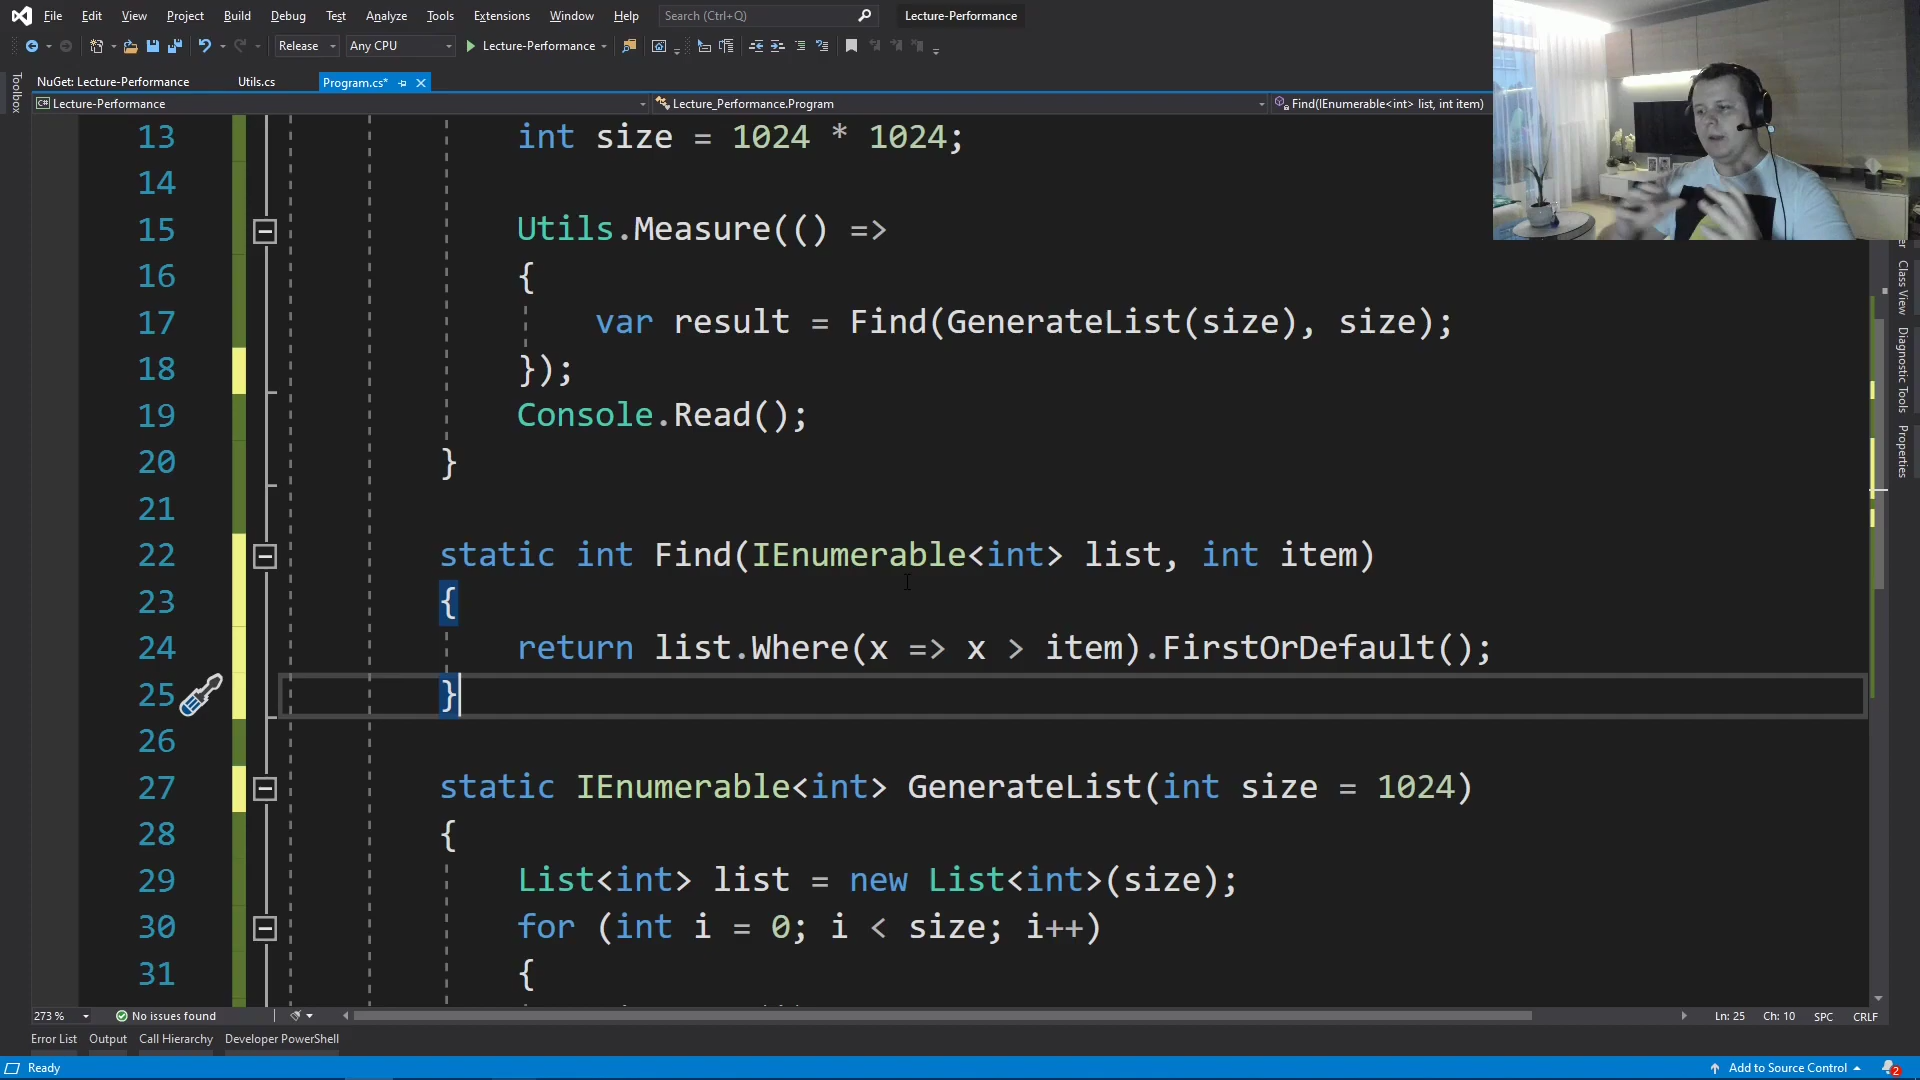 File Edit View Project Build Debug Test Analyze Tools Extensions Window Help Search (Ctrl+Q) Lecture-Performance
Release Any CPU Lecture-Performance
Toolbox
NuGet: Lecture-Performance Utils.cs Program.cs*
C# Lecture-Performance Lecture_Performance.Program Find(IEnumerable<int> list, int item)
13 int size = 1024 * 1024;
14
15 Utils.Measure(() =>
16 {
17 var result = Find(GenerateList(size), size);
18 });
19 Console.Read();
20 }
21
22 static int Find(IEnumerable<int> list, int item)
23 {
24 return list.Where(x => x > item).FirstOrDefault();
25 }
26
27 static IEnumerable<int> GenerateList(int size = 1024)
28 {
29 List<int> list = new List<int>(size);
30 for (int i = 0; i < size; i++)
31 {
Class View
Diagnostic Tools
Properties
273 % No issues found Ln: 25 Ch: 10 SPC CRLF
Error List Output Call Hierarchy Developer PowerShell
Ready Add to Source Control 2